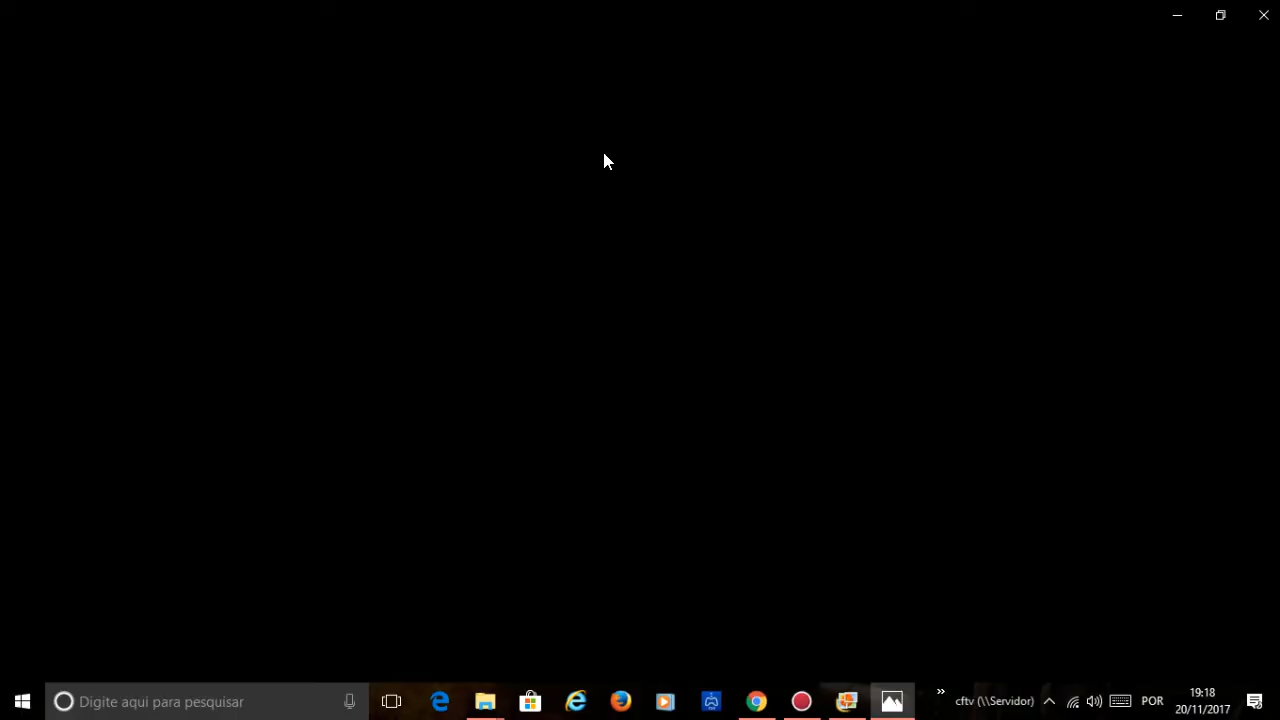 Digite aqui para pesquisar
cftv (\\Servidor)
POR
19:18
20/11/2017